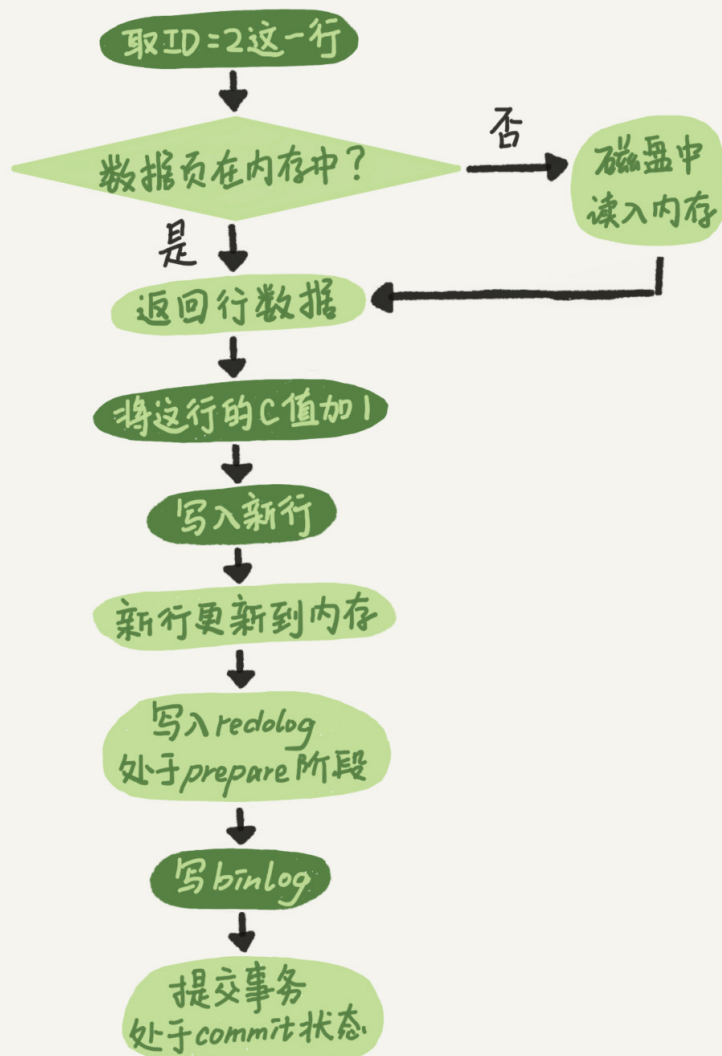 取ID=2这一行
数据页在内存中?
否
磁盘中
读入内存
是
返回行数据
将这行的C值加1
写入新行
新行更新到内存
写入redolog
处于prepare阶段
写binlog
提交事务
处于commit状态